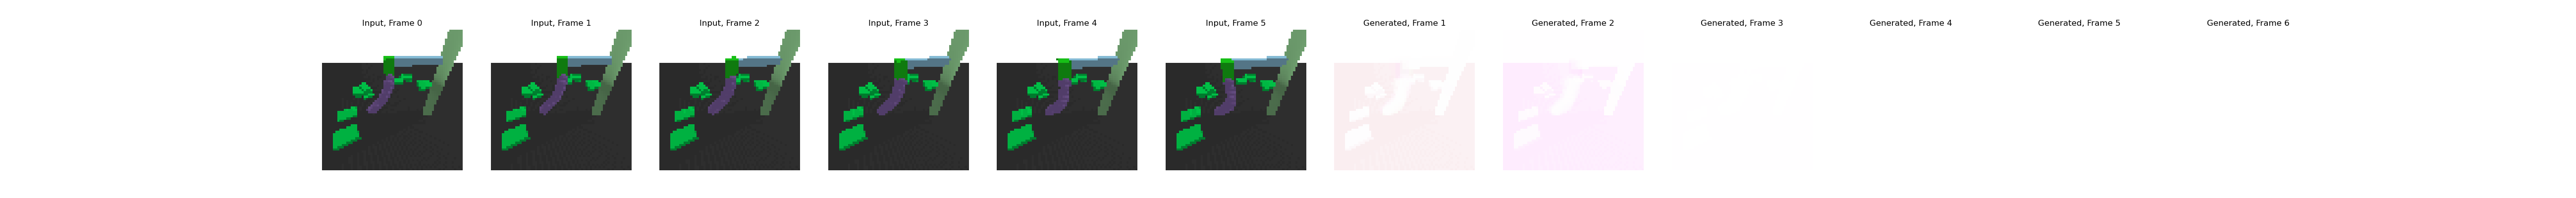 Input, Frame 0
Input, Frame 1
Input, Frame 2
Input, Frame 3
Input, Frame 4
Input, Frame 5
Generated, Frame 1
Generated, Frame 2
Generated, Frame 3
Generated, Frame 4
Generated, Frame 5
Generated, Frame 6